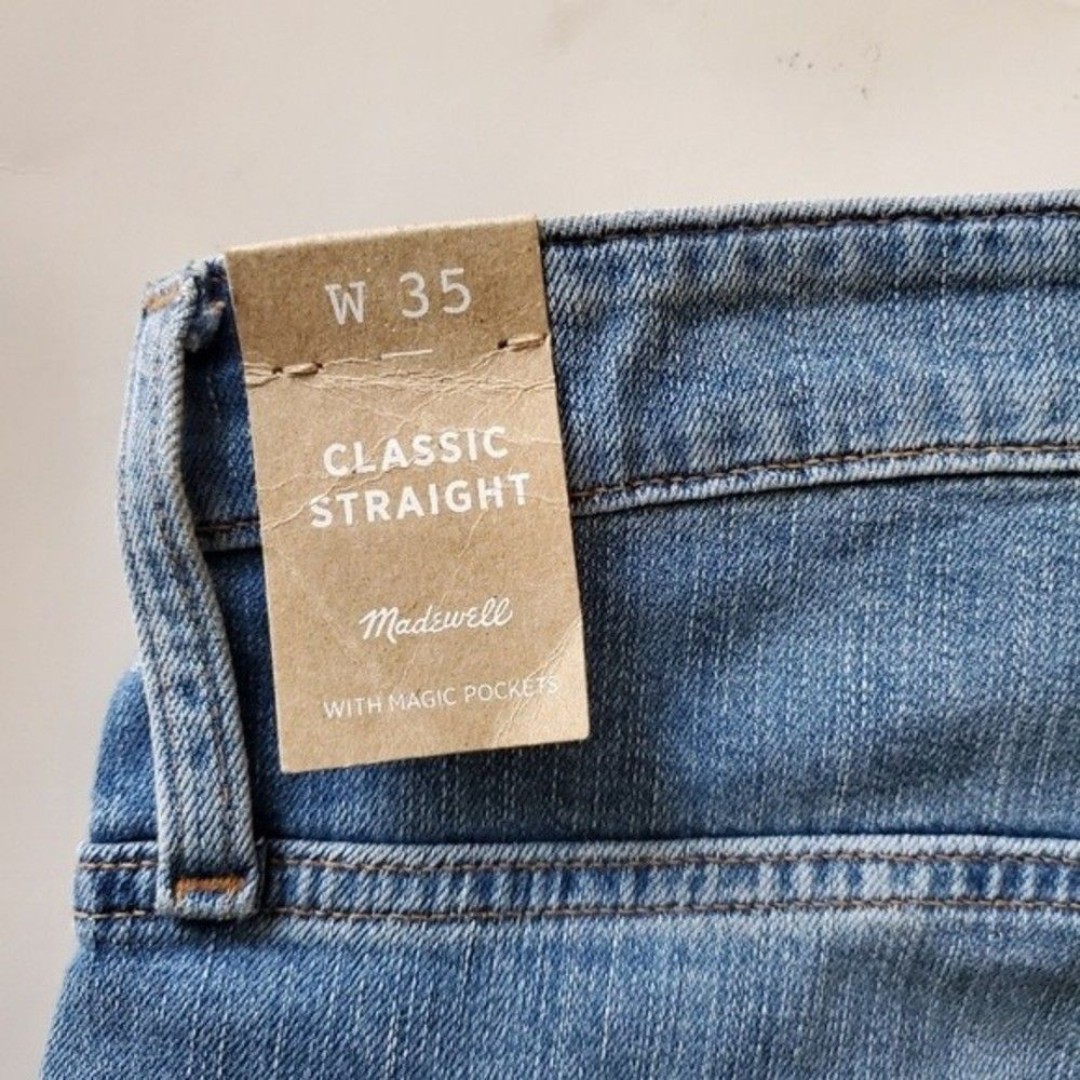 W 35
CLASSIC
STRAIGHT
Madewell
WITH MAGIC POCKETS